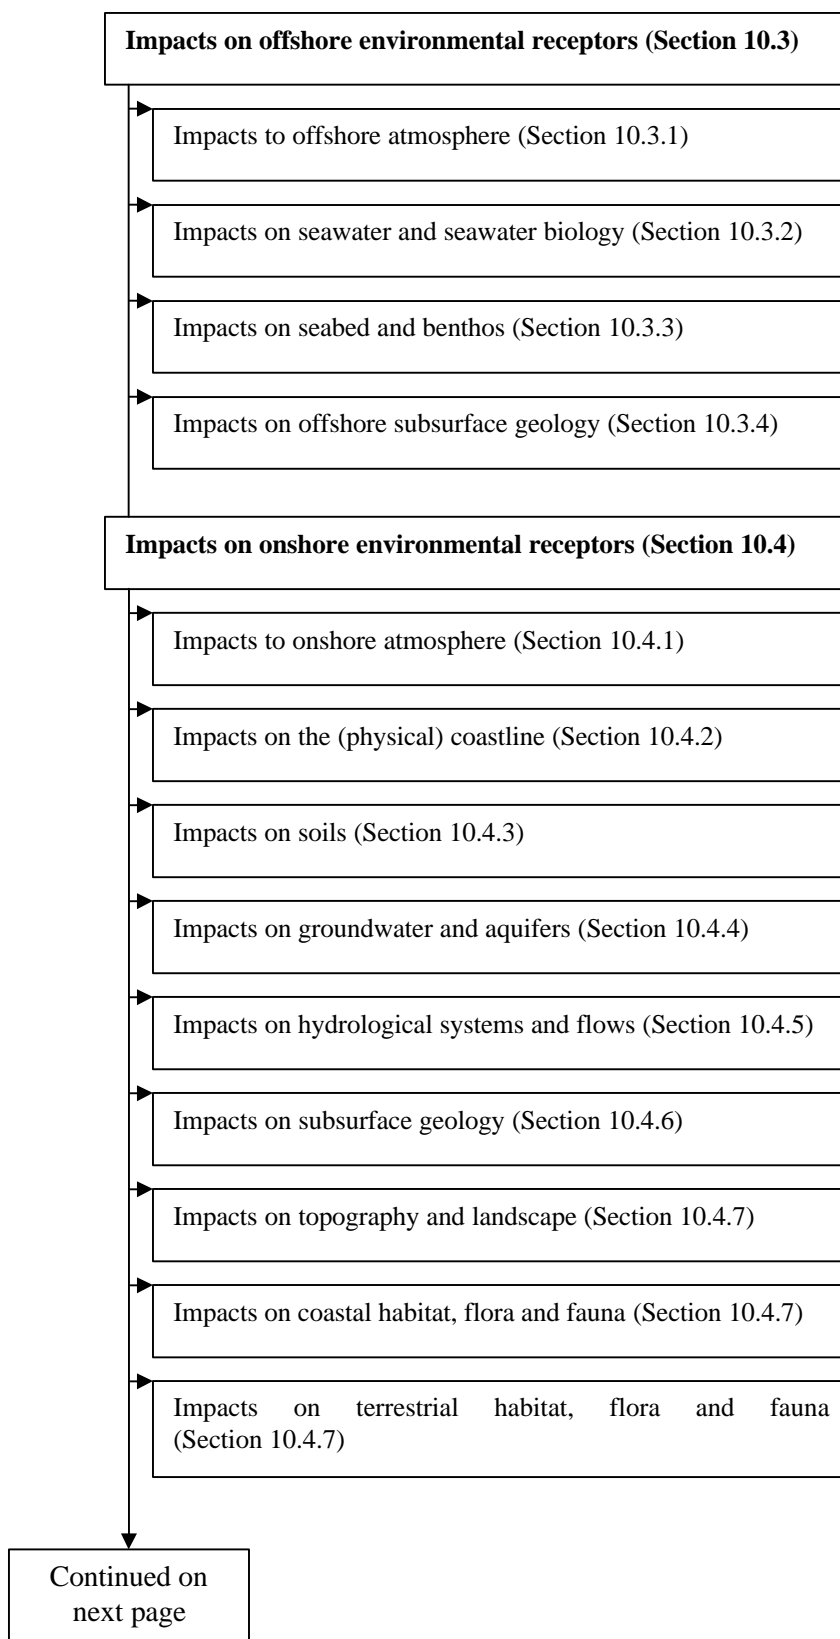 Impacts on offshore environmental receptors (Section 10.3)
Impacts to offshore atmosphere (Section 10.3.1)
Impacts on seawater and seawater biology (Section 10.3.2)
Impacts on seabed and benthos (Section 10.3.3)
Impacts on offshore subsurface geology (Section 10.3.4)
Impacts on onshore environmental receptors (Section 10.4)
Impacts to onshore atmosphere (Section 10.4.1)
Impacts on the (physical) coastline (Section 10.4.2)
Impacts on soils (Section 10.4.3)
Impacts on groundwater and aquifers (Section 10.4.4)
Impacts on hydrological systems and flows (Section 10.4.5)
Impacts on subsurface geology (Section 10.4.6)
Impacts on topography and landscape (Section 10.4.7)
Impacts on coastal habitat, flora and fauna (Section 10.4.7)
Impacts on terrestrial habitat, flora and fauna
(Section 10.4.7)
Continued on
next page